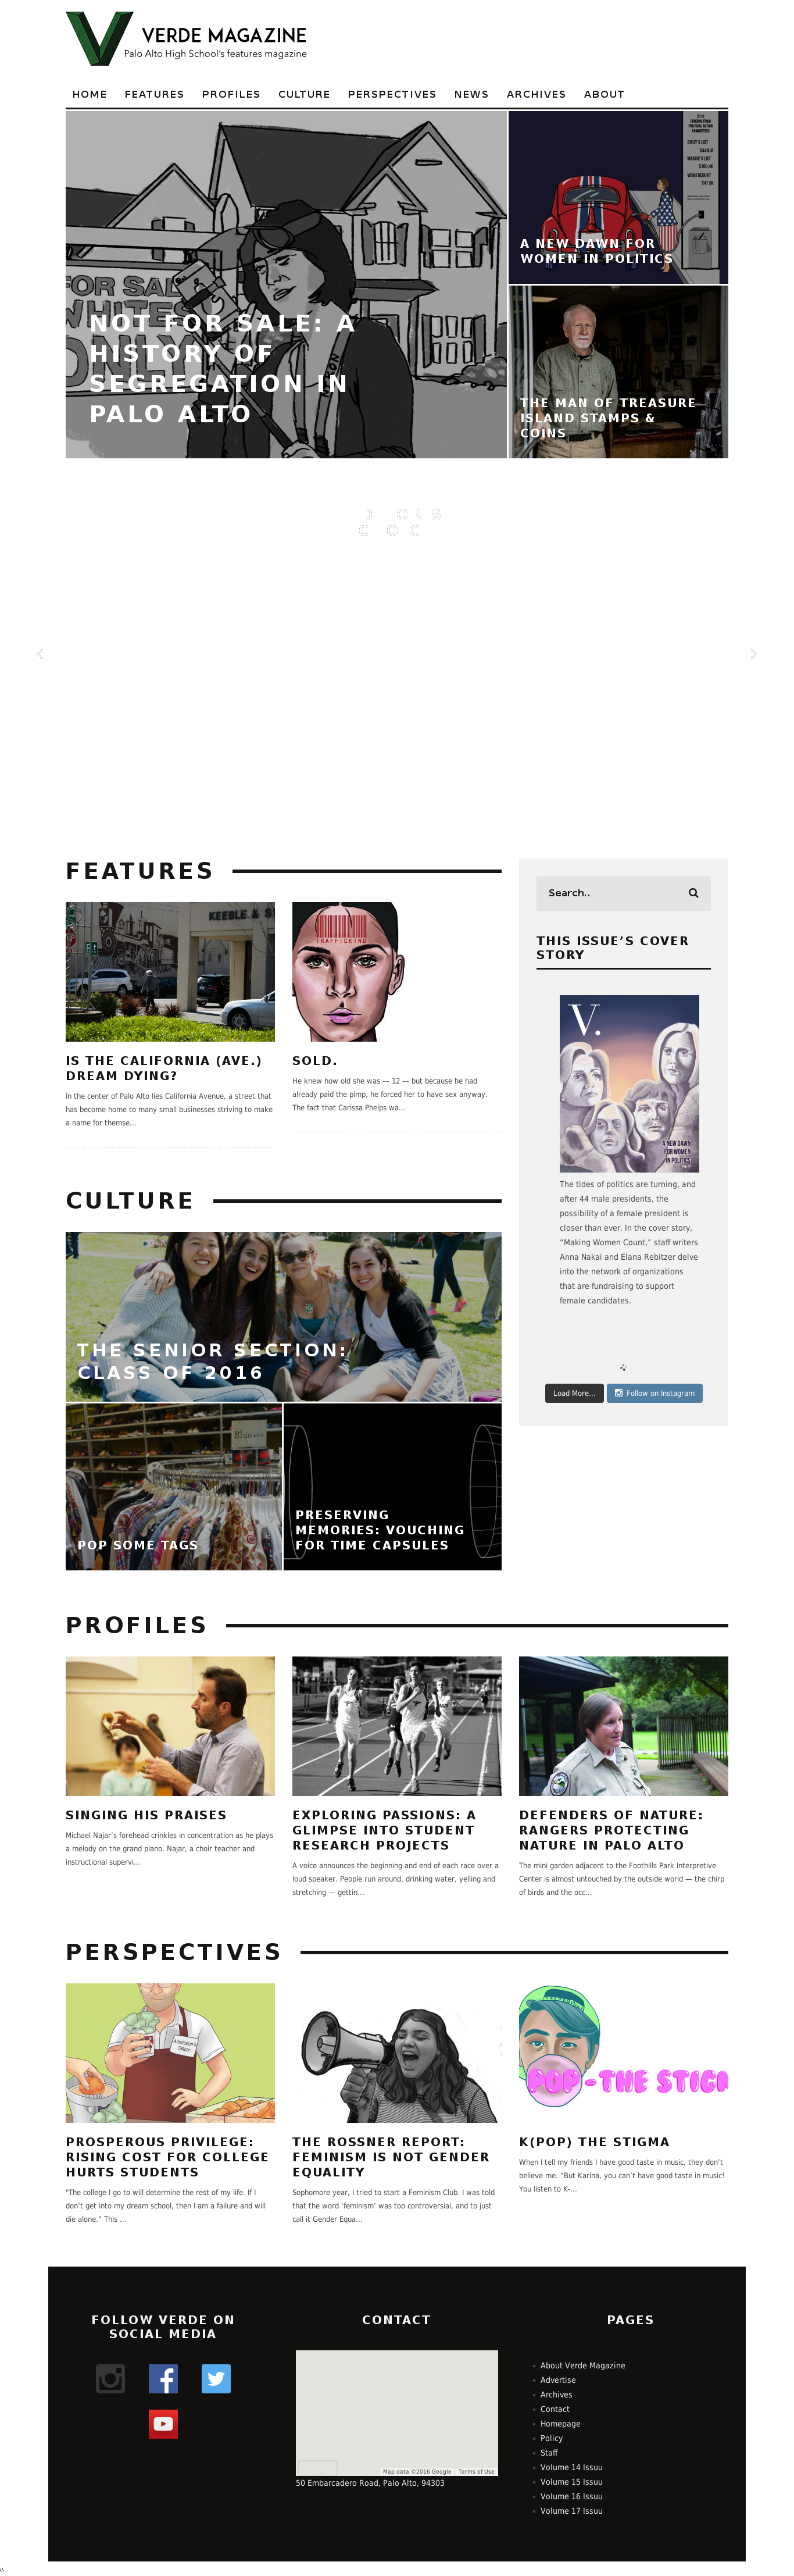 VERDE MAGAZINE
Palo Alto High School's features magazine
HOME FEATURES PROFILES CULTURE PERSPECTIVES NEWS ARCHIVES ABOUT
FOR SALE
NOT FOR SALE: A
HISTORY OF
SEGREGATION IN
PALO ALTO
A NEW DAWN FOR
WOMEN IN POLITICS
THE MAN OF TREASURE
ISLAND STAMPS &
COINS
FEATURES
KEEBLE & S
IS THE CALIFORNIA (AVE.)
DREAM DYING?
In the center of Palo Alto lies California Avenue, a street that
has become home to many small businesses striving to make
a name for themse...
TRAFFICKING
SOLD.
He knew how old she was –– 12 –– but because he had
already paid the pimp, he forced her to have sex anyway.
The fact that Carissa Phelps wa...
Search..
THIS ISSUE'S COVER
STORY
V.
A NEW DAWN
FOR WOMEN
IN POLITICS
The tides of politics are turning, and
after 44 male presidents, the
possibility of a female president is
closer than ever. In the cover story,
“Making Women Count,” staff writers
Anna Nakai and Elana Rebitzer delve
into the network of organizations
that are fundraising to support
female candidates.
Load More...
Follow on Instagram
CULTURE
THE SENIOR SECTION:
CLASS OF 2016
Blouses
POP SOME TAGS
PRESERVING
MEMORIES: VOUCHING
FOR TIME CAPSULES
PROFILES
SINGING HIS PRAISES
Michael Najar’s forehead crinkles in concentration as he plays
a melody on the grand piano. Najar, a choir teacher and
instructional supervi...
EXPLORING PASSIONS: A
GLIMPSE INTO STUDENT
RESEARCH PROJECTS
A voice announces the beginning and end of each race over a
loud speaker. People run around, drinking water, yelling and
stretching — gettin...
DEFENDERS OF NATURE:
RANGERS PROTECTING
NATURE IN PALO ALTO
The mini garden adjacent to the Foothills Park Interpretive
Center is almost untouched by the outside world — the chirp
of birds and the occ...
PERSPECTIVES
Admission's
Officer
PROSPEROUS PRIVILEGE:
RISING COST FOR COLLEGE
HURTS STUDENTS
"The college I go to will determine the rest of my life. If I
don’t get into my dream school, then I am a failure and will
die alone." This ...
THE ROSSNER REPORT:
FEMINISM IS NOT GENDER
EQUALITY
Sophomore year, I tried to start a Feminism Club. I was told
that the word ‘feminism’ was too controversial, and to just
call it Gender Equa...
POP-THE STIGM
K(POP) THE STIGMA
When I tell my friends I have good taste in music, they don’t
believe me. “But Karina, you can’t have good taste in music!
You listen to K-...
FOLLOW VERDE ON
SOCIAL MEDIA
CONTACT
Map data ©2016 Google Terms of Use
50 Embarcadero Road, Palo Alto, 94303
PAGES
About Verde Magazine
Advertise
Archives
Contact
Homepage
Policy
Staff
Volume 14 Issuu
Volume 15 Issuu
Volume 16 Issuu
Volume 17 Issuu